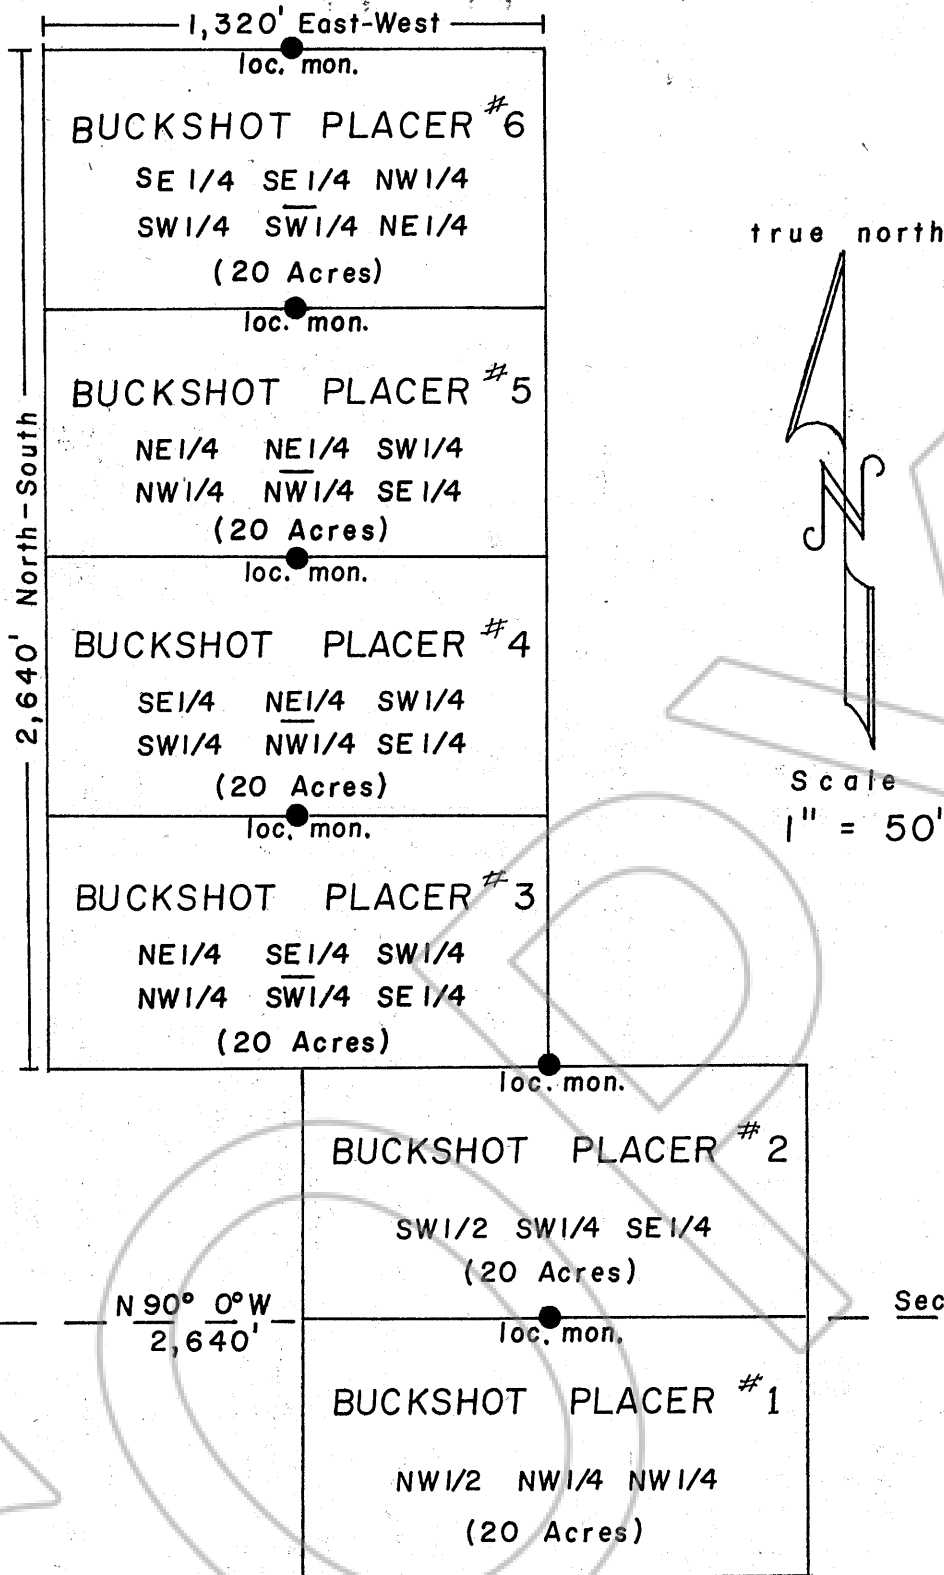 1,320' East-West
loc. mon.
BUCKSHOT PLACER #6
SE 1/4 SE 1/4 NW 1/4
SW 1/4 SW 1/4 NE 1/4
(20 Acres)
loc. mon.
BUCKSHOT PLACER #5
NE 1/4 NE 1/4 SW 1/4
NW 1/4 NW 1/4 SE 1/4
(20 Acres)
loc. mon.
BUCKSHOT PLACER #4
SE 1/4 NE 1/4 SW 1/4
SW 1/4 NW 1/4 SE 1/4
(20 Acres)
loc. mon.
BUCKSHOT PLACER #3
NE 1/4 SE 1/4 SW 1/4
NW 1/4 SW 1/4 SE 1/4
(20 Acres)
2,640' North-South
true north
N
Scale
1" = 50'
loc. mon.
BUCKSHOT PLACER #2
SW 1/2 SW 1/4 SE 1/4
(20 Acres)
N 90° 0° W
2,640'
Sec
loc. mon.
BUCKSHOT PLACER #1
NW 1/2 NW 1/4 NW 1/4
(20 Acres)